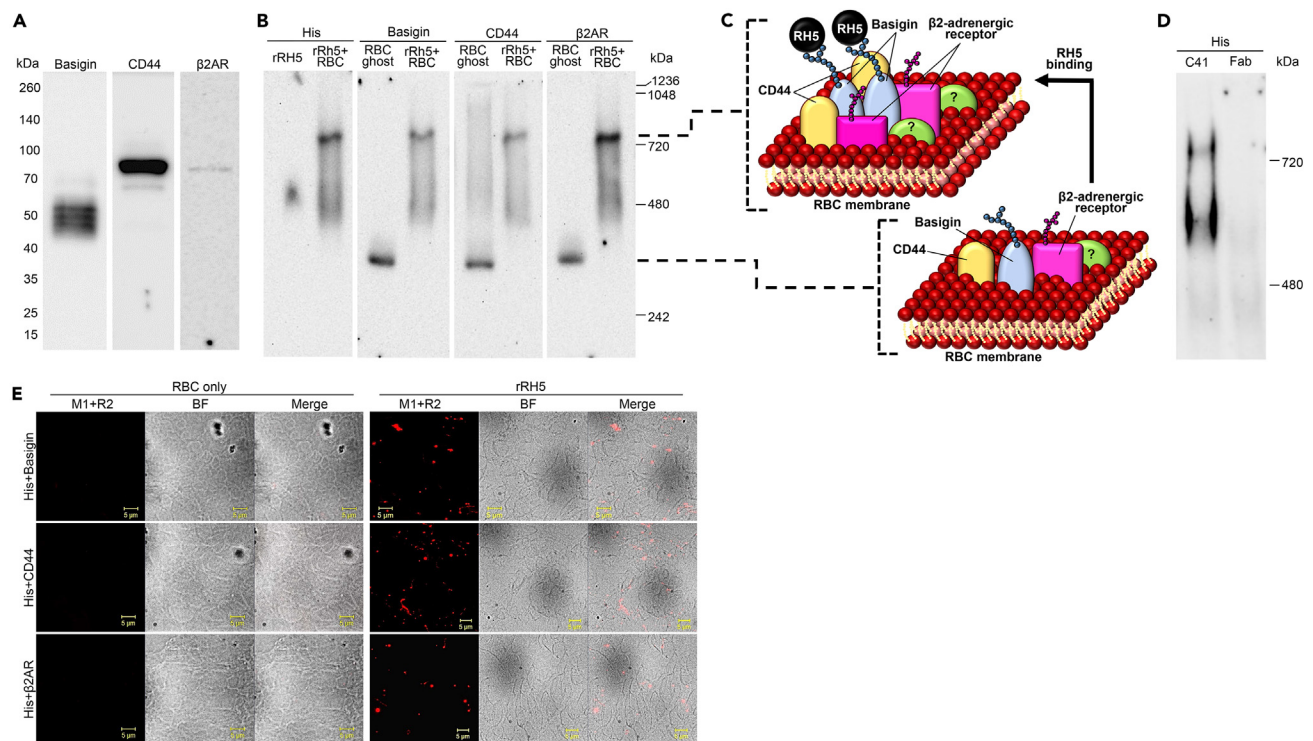 A
kDa
Basigin
CD44
β2AR
260
140
100
70
50
40
35
25
15
B
His
Basigin
CD44
β2AR
rRH5
rRh5+
RBC
RBC
ghost
rRh5+
RBC
RBC
ghost
rRh5+
RBC
RBC
ghost
rRh5+
RBC
kDa
1236
1048
720
480
242
C
RH5
RH5
Basigin
β2-adrenergic
receptor
CD44
?
?
RBC membrane
RH5
binding
β2-adrenergic
receptor
Basigin
CD44
?
RBC membrane
D
His
C41
Fab
kDa
720
480
E
RBC only
rRH5
M1+R2
BF
Merge
M1+R2
BF
Merge
His+Basigin
5 µm
5 µm
5 µm
5 µm
5 µm
5 µm
His+CD44
5 µm
5 µm
5 µm
5 µm
5 µm
5 µm
His+β2AR
5 µm
5 µm
5 µm
5 µm
5 µm
5 µm